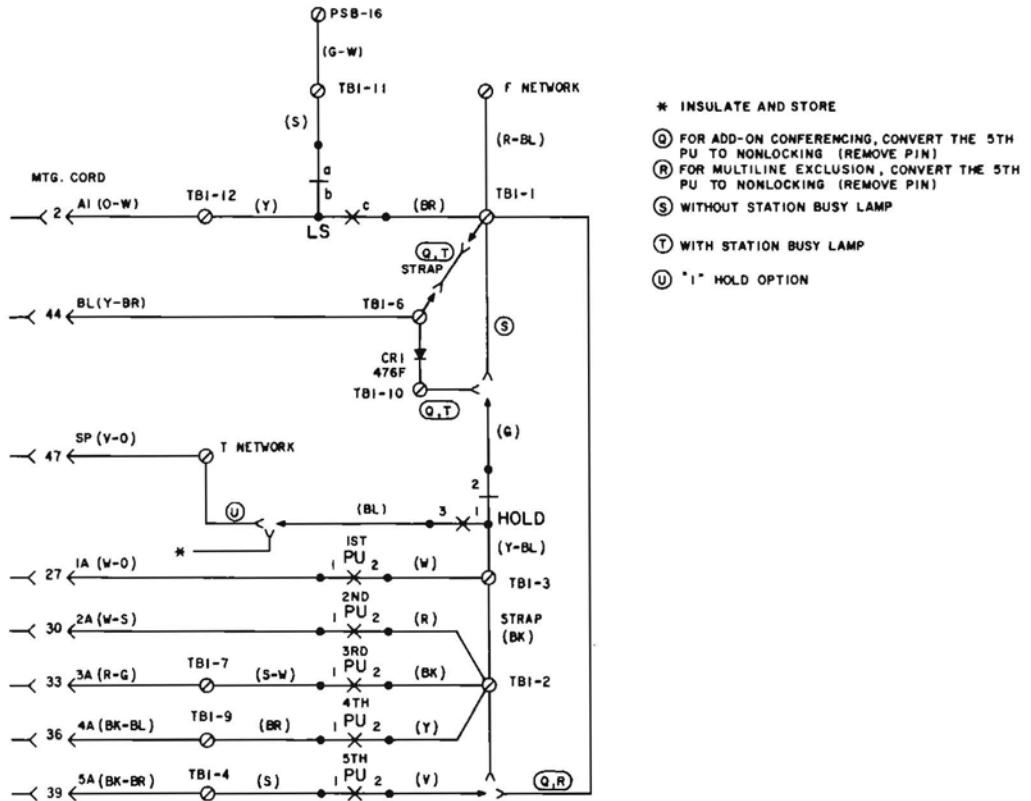 PSB-16
(G-W)
TB1-11
F NETWORK
(S)
(R-BL)
a
b
MTG. CORD
2 A1 (O-W)
TB1-12
(Y)
LS
c
(BR)
TB1-1
Q,T
STRAP
44 BL(Y-BR)
TB1-6
S
CR1
476F
TB1-10
Q,T
(G)
47 SP (V-O)
T NETWORK
2
U
(BL)
3
1
HOLD
*
(Y-BL)
27 1A (W-O)
1ST
1 PU 2
(W)
TB1-3
30 2A (W-S)
2ND
1 PU 2
(R)
STRAP
(BK)
33 3A (R-G)
TB1-7
(S-W)
3RD
1 PU 2
(BK)
TB1-2
36 4A (BK-BL)
TB1-9
(BR)
4TH
1 PU 2
(Y)
39 5A (BK-BR)
TB1-4
(S)
5TH
1 PU 2
(V)
Q,R
* INSULATE AND STORE
Q FOR ADD-ON CONFERENCING, CONVERT THE 5TH
PU TO NONLOCKING (REMOVE PIN)
R FOR MULTILINE EXCLUSION, CONVERT THE 5TH
PU TO NONLOCKING (REMOVE PIN)
S WITHOUT STATION BUSY LAMP
T WITH STATION BUSY LAMP
U "I" HOLD OPTION